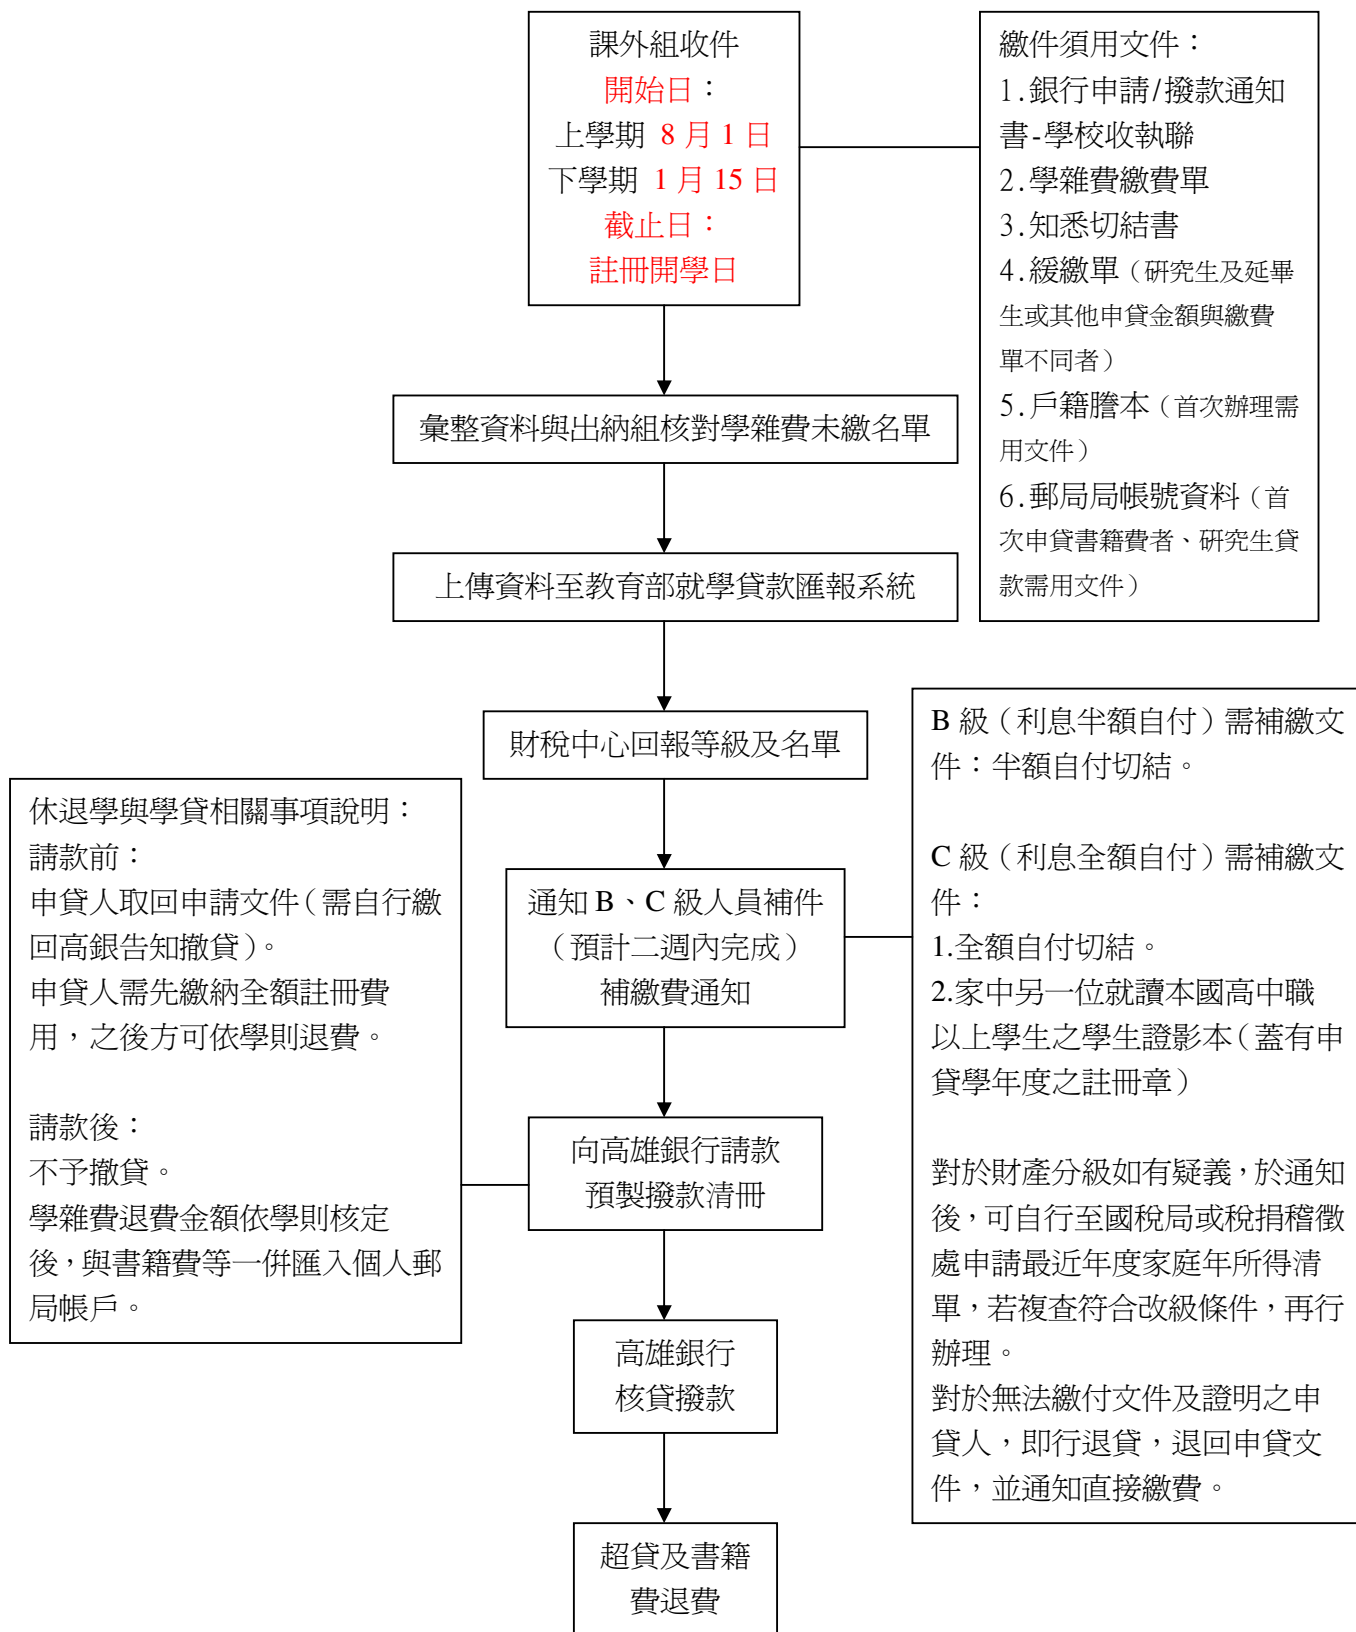 課外組收件
開始日：
上學期 8 月 1 日
下學期 1 月 15 日
截止日：
註冊開學日
繳件須用文件：
1.銀行申請/撥款通知
書-學校收執聯
2.學雜費繳費單
3.知悉切結書
4.緩繳單（研究生及延畢
生或其他申貸金額與繳費
單不同者）
5.戶籍謄本（首次辦理需
用文件）
6.郵局局帳號資料（首
次申貸書籍費者、研究生貸
款需用文件）
彙整資料與出納組核對學雜費未繳名單
上傳資料至教育部就學貸款匯報系統
財稅中心回報等級及名單
通知 B、C 級人員補件
（預計二週內完成）
補繳費通知
B 級（利息半額自付）需補繳文
件：半額自付切結。
C 級（利息全額自付）需補繳文
件：
1.全額自付切結。
2.家中另一位就讀本國高中職
以上學生之學生證影本（蓋有申
貸學年度之註冊章）
對於財產分級如有疑義，於通知
後，可自行至國稅局或稅捐稽徵
處申請最近年度家庭年所得清
單，若複查符合改級條件，再行
辦理。
對於無法繳付文件及證明之申
貸人，即行退貸，退回申貸文
件，並通知直接繳費。
休退學與學貸相關事項說明：
請款前：
申貸人取回申請文件（需自行繳
回高銀告知撤貸）。
申貸人需先繳納全額註冊費
用，之後方可依學則退費。
請款後：
不予撤貸。
學雜費退費金額依學則核定
後，與書籍費等一併匯入個人郵
局帳戶。
向高雄銀行請款
預製撥款清冊
高雄銀行
核貸撥款
超貸及書籍
費退費